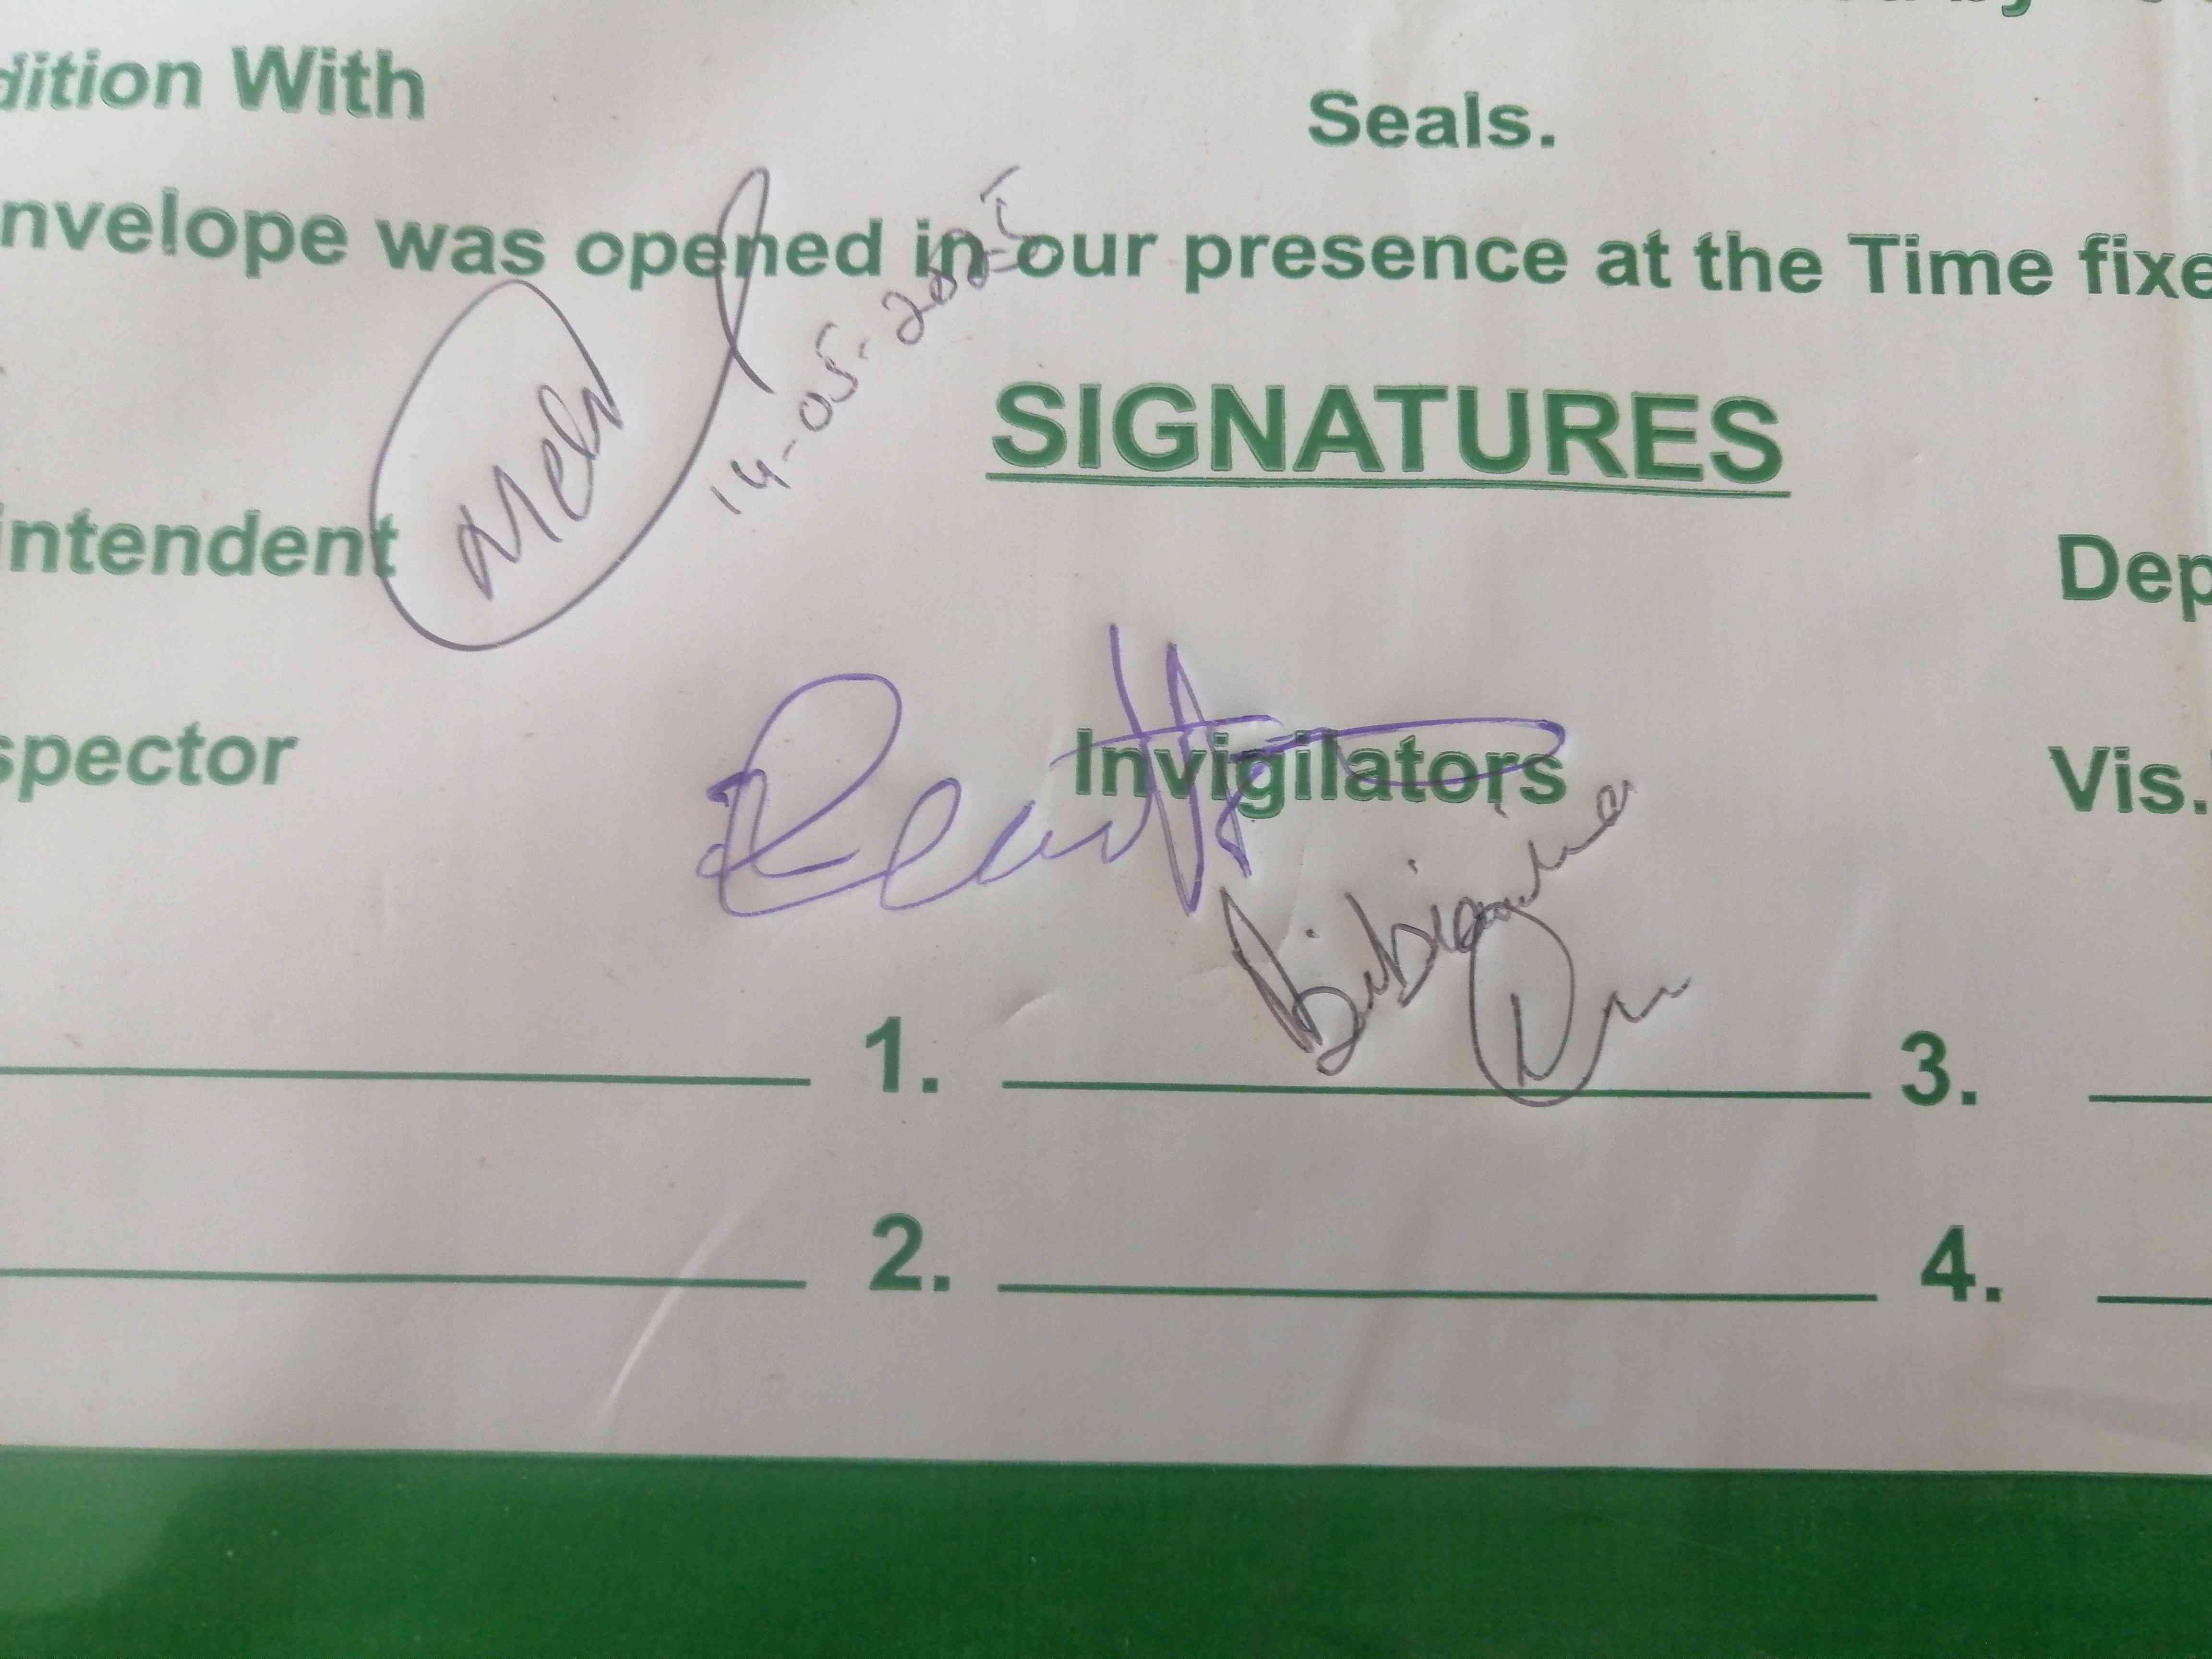 dition With Seals.
nvelope was opened in our presence at the Time fixe
14-05-2025
SIGNATURES
intendent Dep
spector Invigilators Vis.
1. 3.
2. 4.